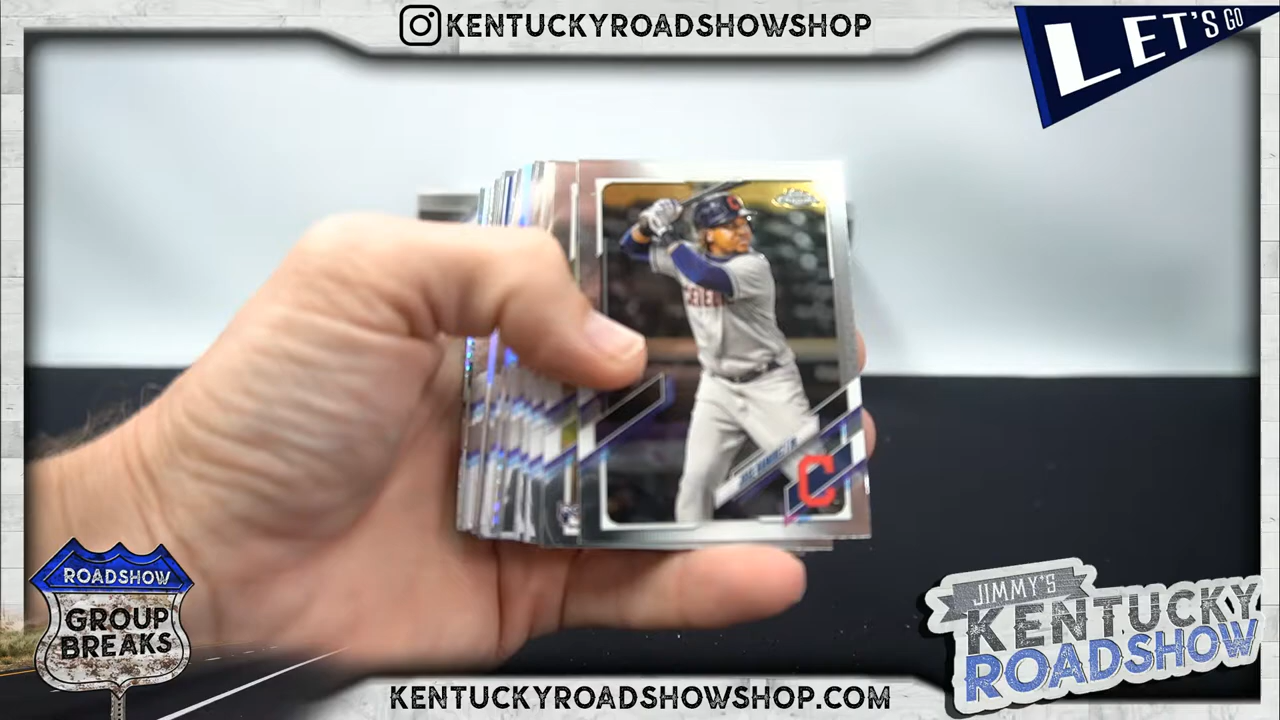 KENTUCKYROADSHOWSHOP
LET'S GO
C
C
ROADSHOW
GROUP
BREAKS
JIMMY'S
KENTUCKY
ROADSHOW
KENTUCKYROADSHOWSHOP.COM